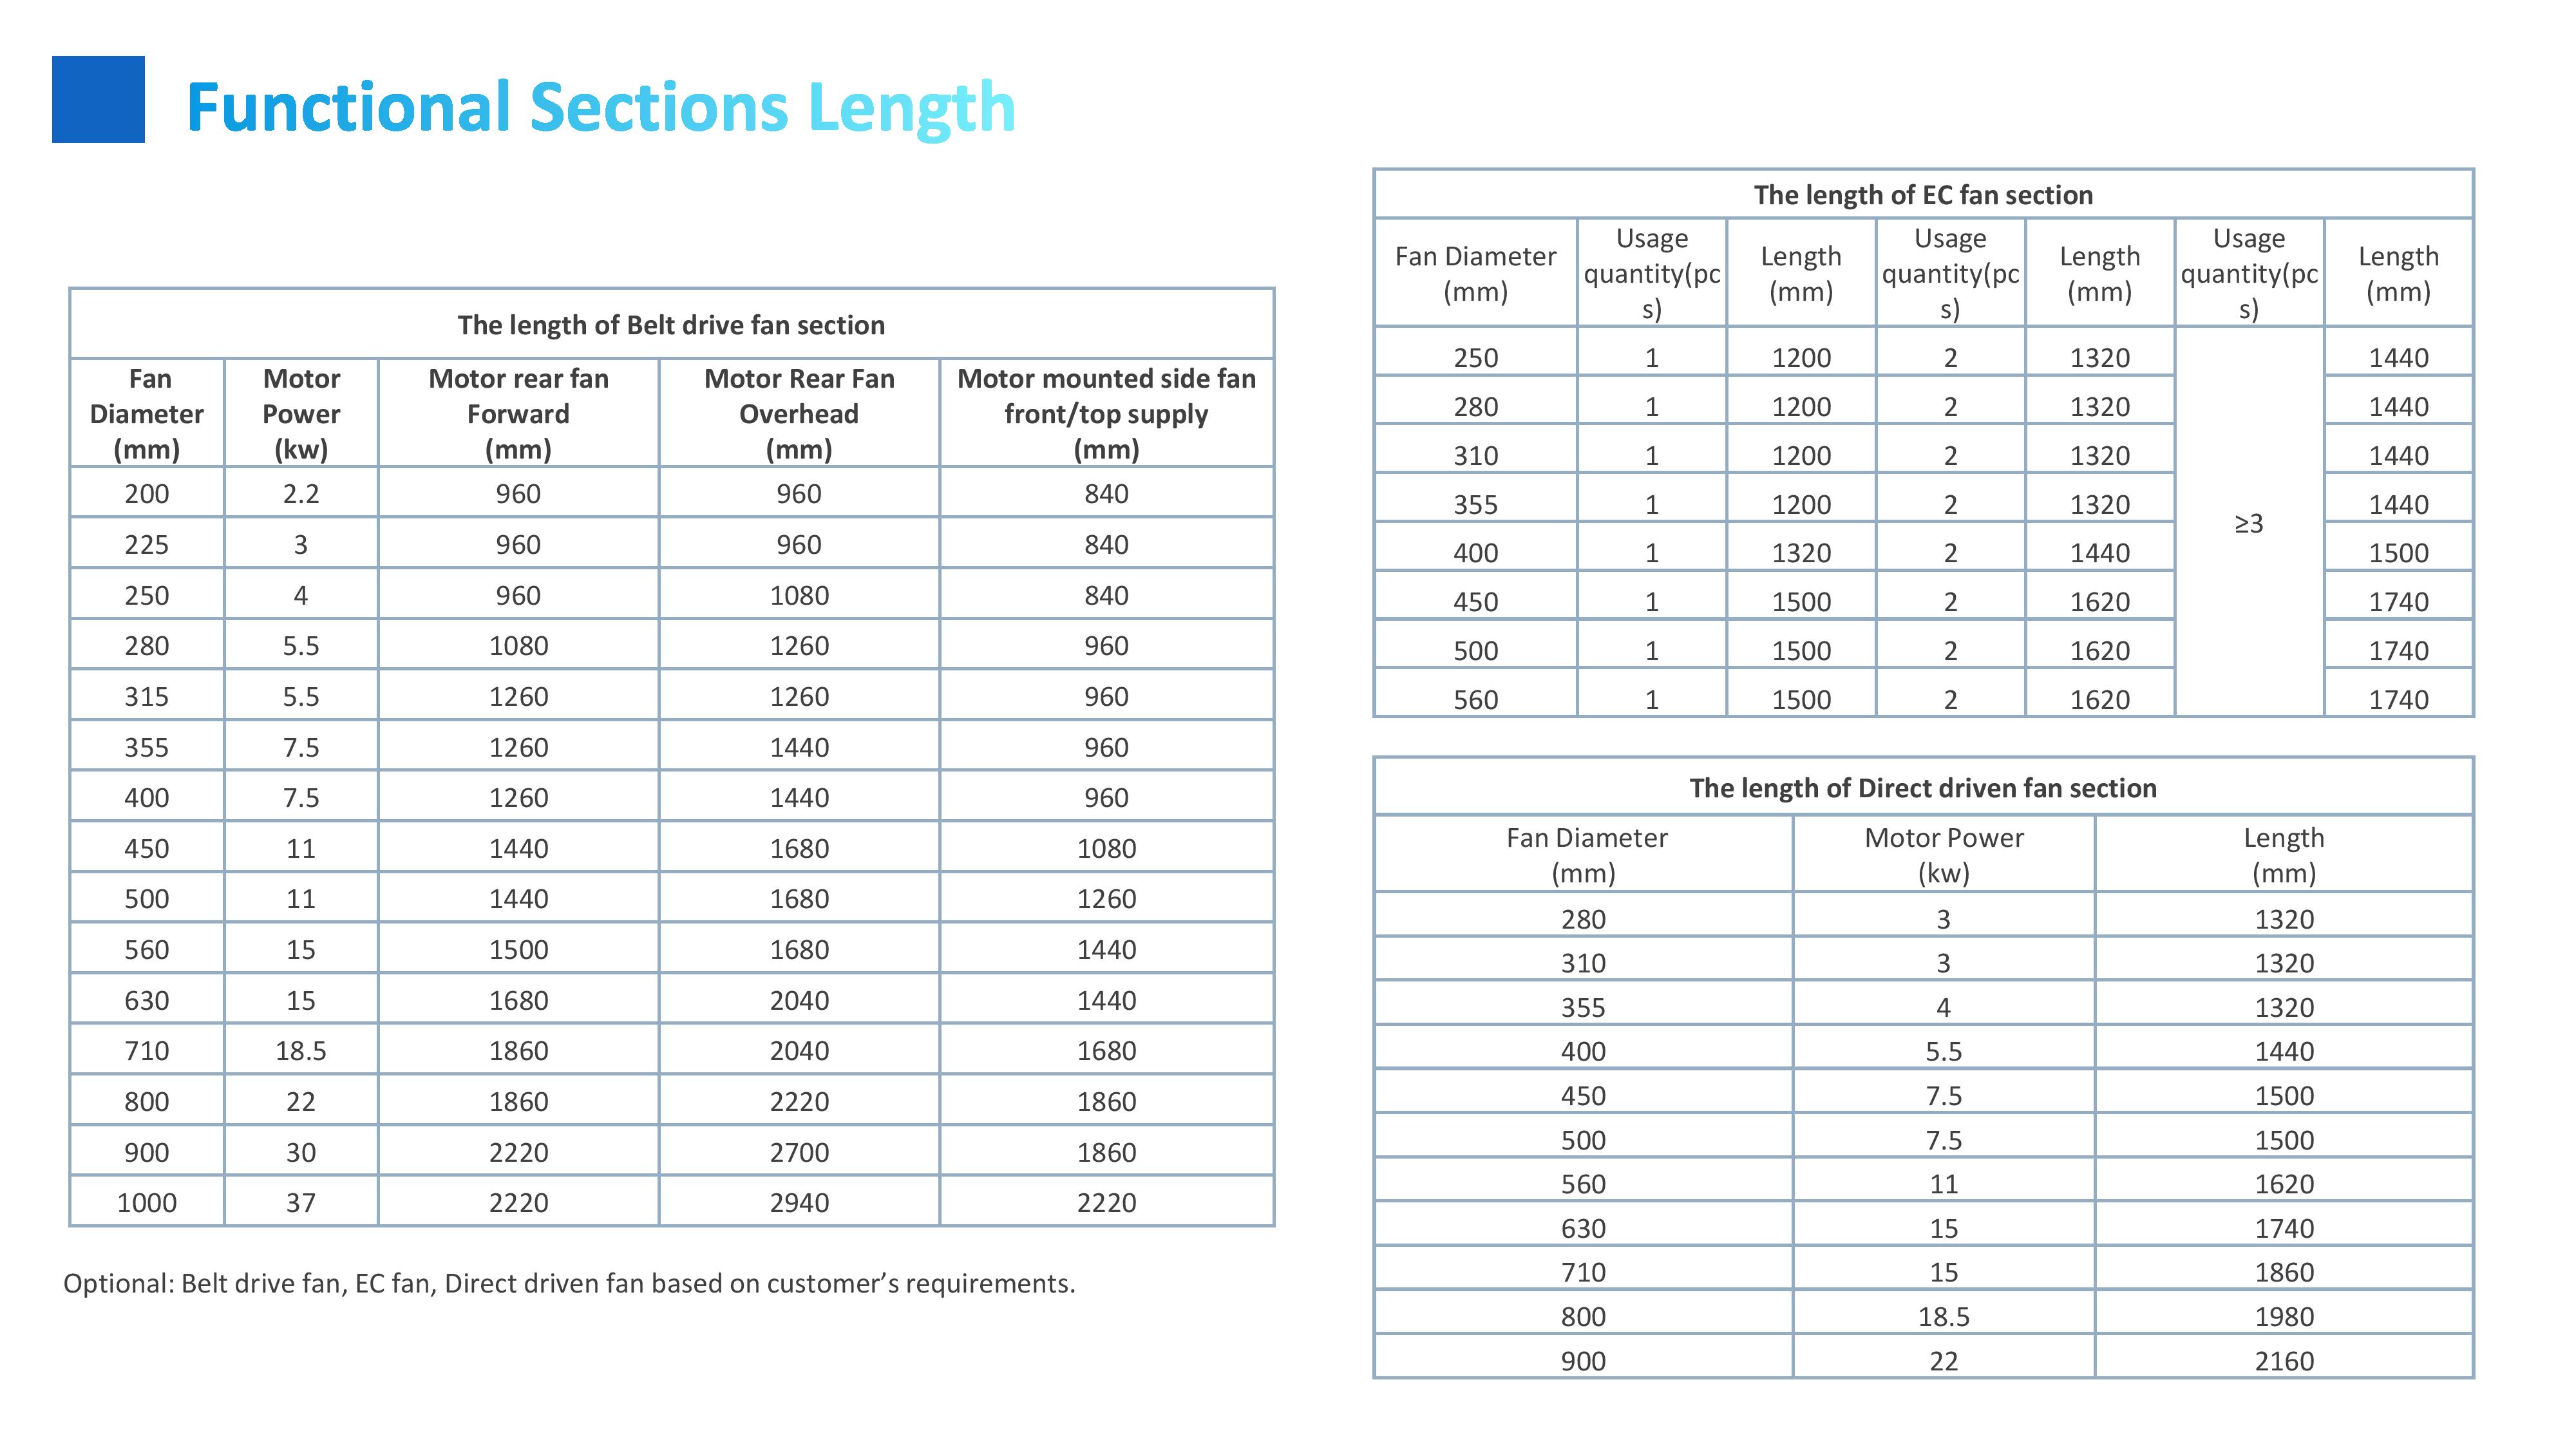 Functional Sections Length
The length of Belt drive fan section
Fan Diameter (mm) Motor Power (kw) Motor rear fan Forward (mm) Motor Rear Fan Overhead (mm) Motor mounted side fan front/top supply (mm)
200 2.2 960 960 840
225 3 960 960 840
250 4 960 1080 840
280 5.5 1080 1260 960
315 5.5 1260 1260 960
355 7.5 1260 1440 960
400 7.5 1260 1440 960
450 11 1440 1680 1080
500 11 1440 1680 1260
560 15 1500 1680 1440
630 15 1680 2040 1440
710 18.5 1860 2040 1680
800 22 1860 2220 1860
900 30 2220 2700 1860
1000 37 2220 2940 2220
Optional: Belt drive fan, EC fan, Direct driven fan based on customer’s requirements.
The length of EC fan section
Fan Diameter (mm) Usage quantity(pcs) Length (mm) Usage quantity(pcs) Length (mm) Usage quantity(pcs) Length (mm)
250 1 1200 2 1320 1440
280 1 1200 2 1320 1440
310 1 1200 2 1320 1440
355 1 1200 2 1320 1440
≥3
400 1 1320 2 1440 1500
450 1 1500 2 1620 1740
500 1 1500 2 1620 1740
560 1 1500 2 1620 1740
The length of Direct driven fan section
Fan Diameter (mm) Motor Power (kw) Length (mm)
280 3 1320
310 3 1320
355 4 1320
400 5.5 1440
450 7.5 1500
500 7.5 1500
560 11 1620
630 15 1740
710 15 1860
800 18.5 1980
900 22 2160